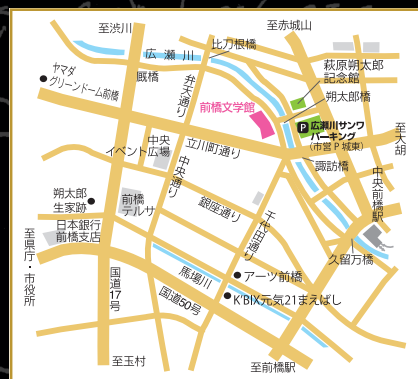 至渋川
至赤城山
広瀬川
比刀根橋
ヤマダ
グリーンドーム前橋
厩橋
弁天通り
萩原朔太郎
記念館
朔太郎橋
前橋文学館
P 広瀬川サンワ
パーキング
(市営P城東)
至大胡
中央
イベント広場
立川町通り
諏訪橋
中央通り
中央前橋駅
朔太郎
生家跡
前橋
テルサ
銀座通り
千代田通り
日本銀行
前橋支店
至県庁・市役所
久留万橋
馬場川
アーツ前橋
国道17号
国道50号
K'BIX元気21まえばし
至玉村
至前橋駅